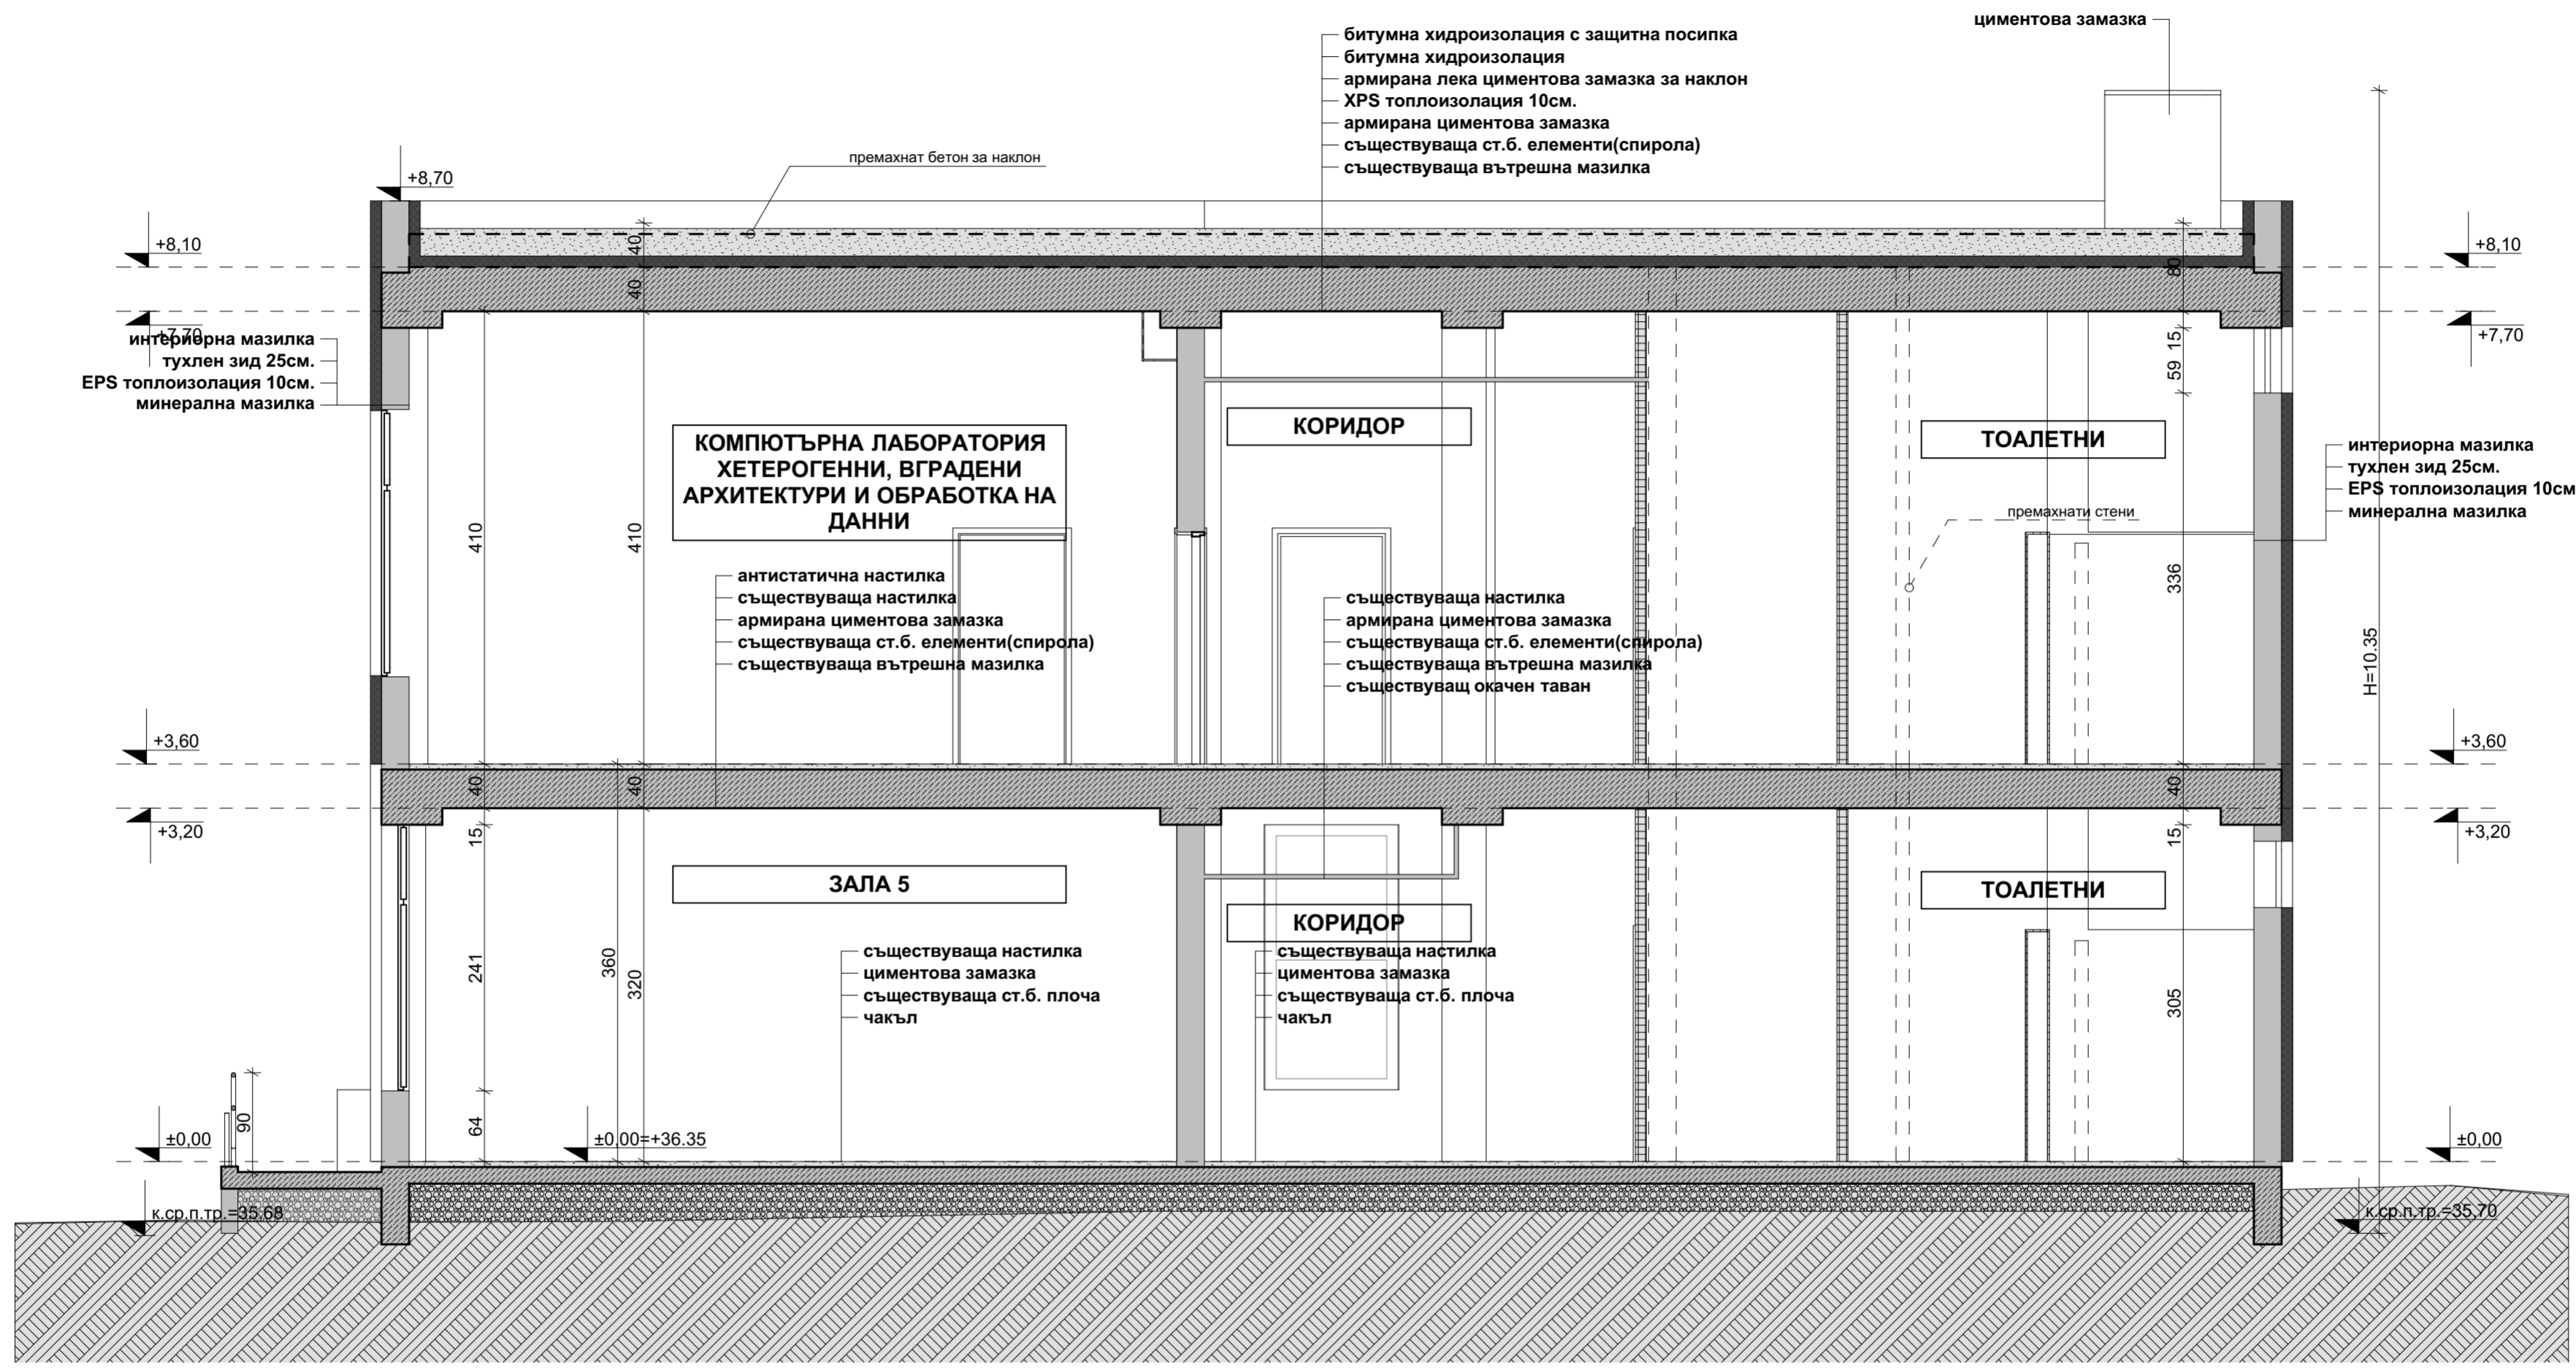 циментова замазка
битумна хидроизолация с защитна посипка
битумна хидроизолация
армирана лека циментова замазка за наклон
XPS топлоизолация 10см.
армирана циментова замазка
съществуваща ст.б. елементи(спирола)
съществуваща вътрешна мазилка
премахнат бетон за наклон
+8,70
+8,10
+8,10
40
40
80
+7,70
+7,70
интериорна мазилка
тухлен зид 25см.
EPS топлоизолация 10см.
минерална мазилка
15
59
КОМПЮТЪРНА ЛАБОРАТОРИЯ
ХЕТЕРОГЕННИ, ВГРАДЕНИ
АРХИТЕКТУРИ И ОБРАБОТКА НА
ДАННИ
КОРИДОР
ТОАЛЕТНИ
интериорна мазилка
тухлен зид 25см.
EPS топлоизолация 10см
минерална мазилка
премахнати стени
410
410
336
H=10.35
антистатична настилка
съществуваща настилка
армирана циментова замазка
съществуваща ст.б. елементи(спирола)
съществуваща вътрешна мазилка
съществуваща настилка
армирана циментова замазка
съществуваща ст.б. елементи(спирола)
съществуваща вътрешна мазилка
съществуващ окачен таван
+3,60
+3,60
40
40
40
+3,20
+3,20
15
15
ЗАЛА 5
КОРИДОР
ТОАЛЕТНИ
241
360
320
305
съществуваща настилка
циментова замазка
съществуваща ст.б. плоча
чакъл
съществуваща настилка
циментова замазка
съществуваща ст.б. плоча
чакъл
90
64
±0,00
±0,00=+36.35
±0,00
к.ср.п.тр.=35,68
к.ср.п.тр.=35,70